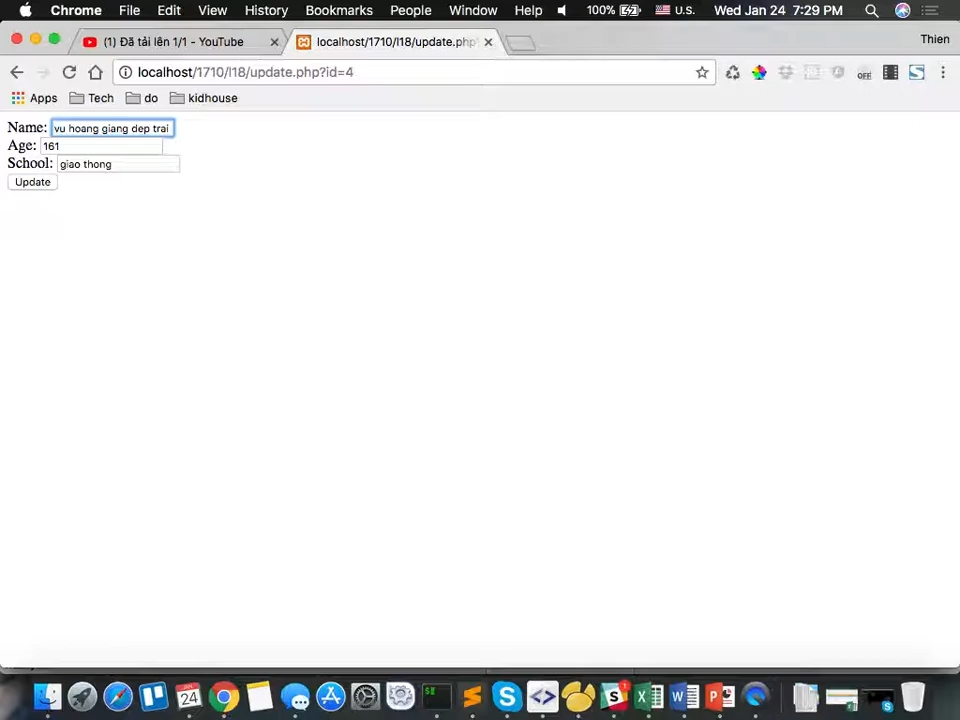 Chrome File Edit View History Bookmarks People Window Help 100% U.S. Wed Jan 24 7:29 PM
(1) Đã tải lên 1/1 - YouTube localhost/1710/l18/update.php? Thien
localhost/1710/l18/update.php?id=4 OFF
Apps Tech do kidhouse
Name: vu hoang giang dep trai
Age: 161
School: giao thong
Update